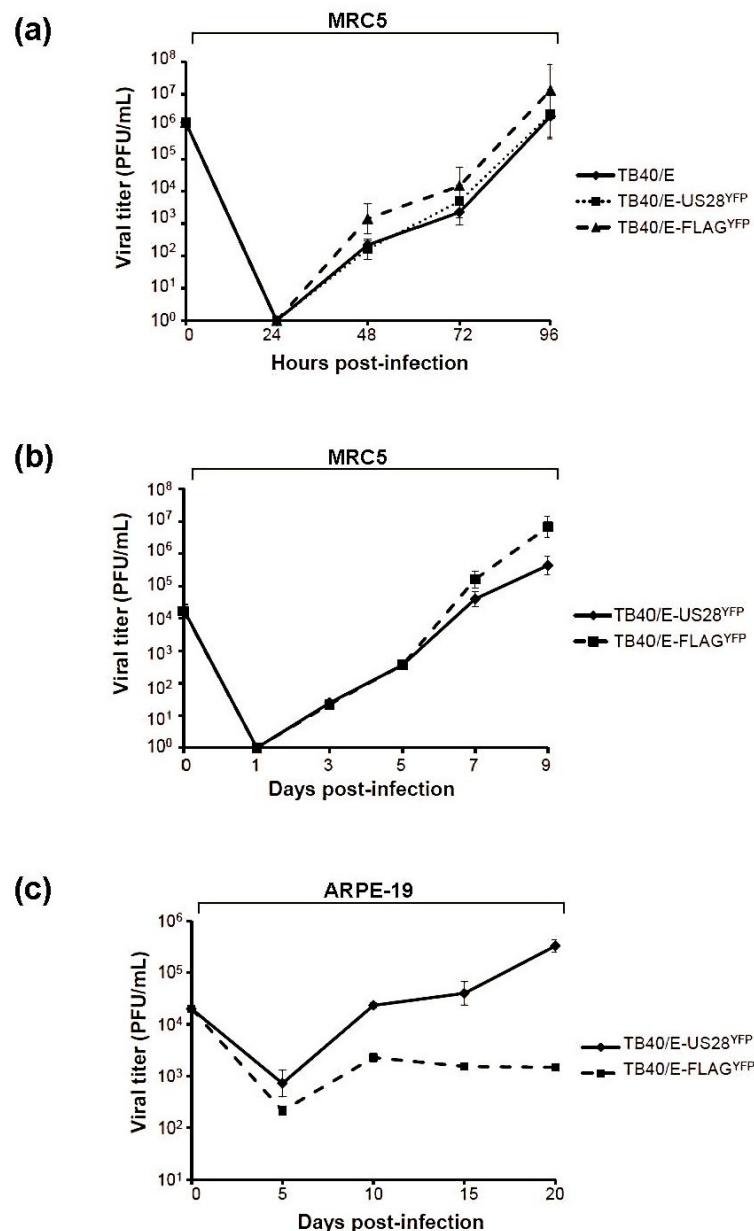 (a)
MRC5
Viral titer (PFU/mL)
10⁸
10⁷
10⁶
10⁵
10⁴
10³
10²
10¹
10⁰
0 24 48 72 96
Hours post-infection
TB40/E
TB40/E-US28ʸᶠᴾ
TB40/E-FLAGʸᶠᴾ
(b)
MRC5
Viral titer (PFU/mL)
10⁸
10⁷
10⁶
10⁵
10⁴
10³
10²
10¹
10⁰
0 1 3 5 7 9
Days post-infection
TB40/E-US28ʸᶠᴾ
TB40/E-FLAGʸᶠᴾ
(c)
ARPE-19
Viral titer (PFU/mL)
10⁶
10⁵
10⁴
10³
10²
10¹
0 5 10 15 20
Days post-infection
TB40/E-US28ʸᶠᴾ
TB40/E-FLAGʸᶠᴾ